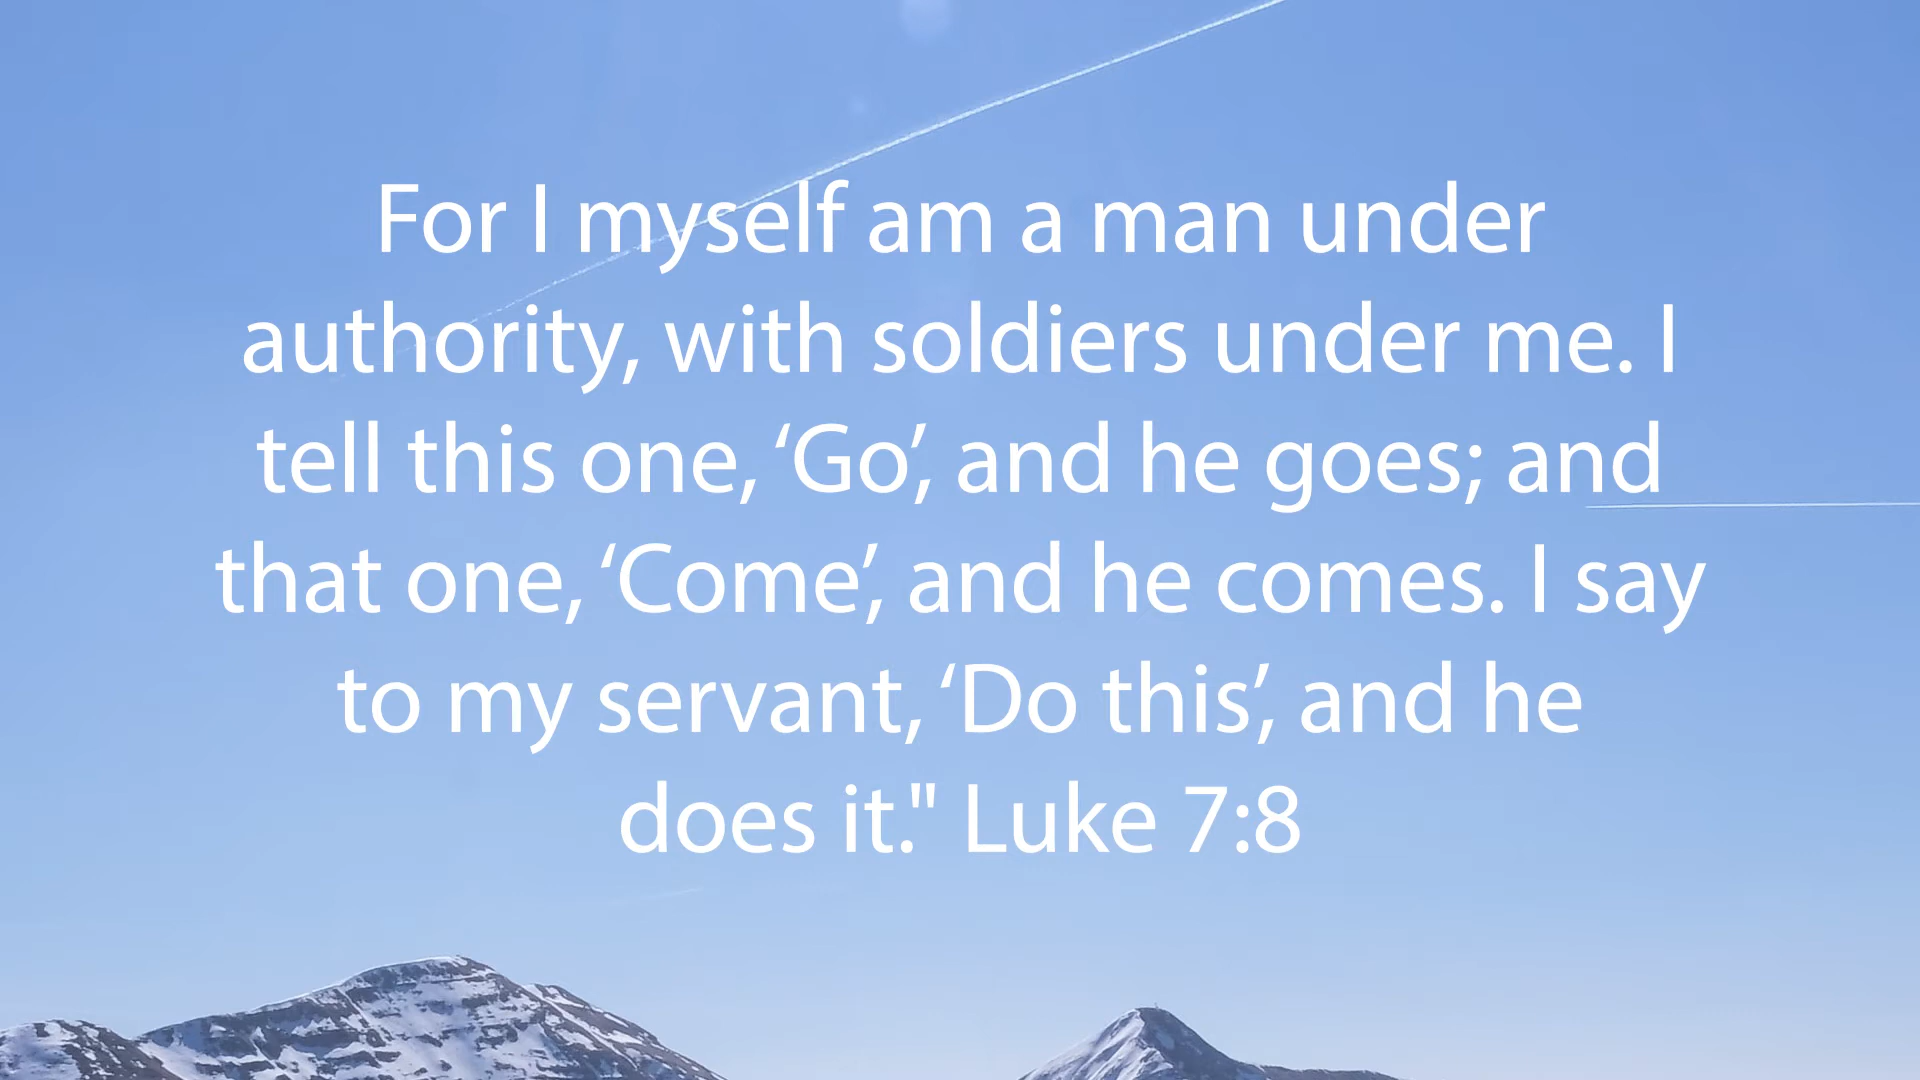 For I myself am a man under
authority, with soldiers under me. I
tell this one, ‘Go’, and he goes; and
that one, ‘Come’, and he comes. I say
to my servant, ‘Do this’, and he
does it." Luke 7:8